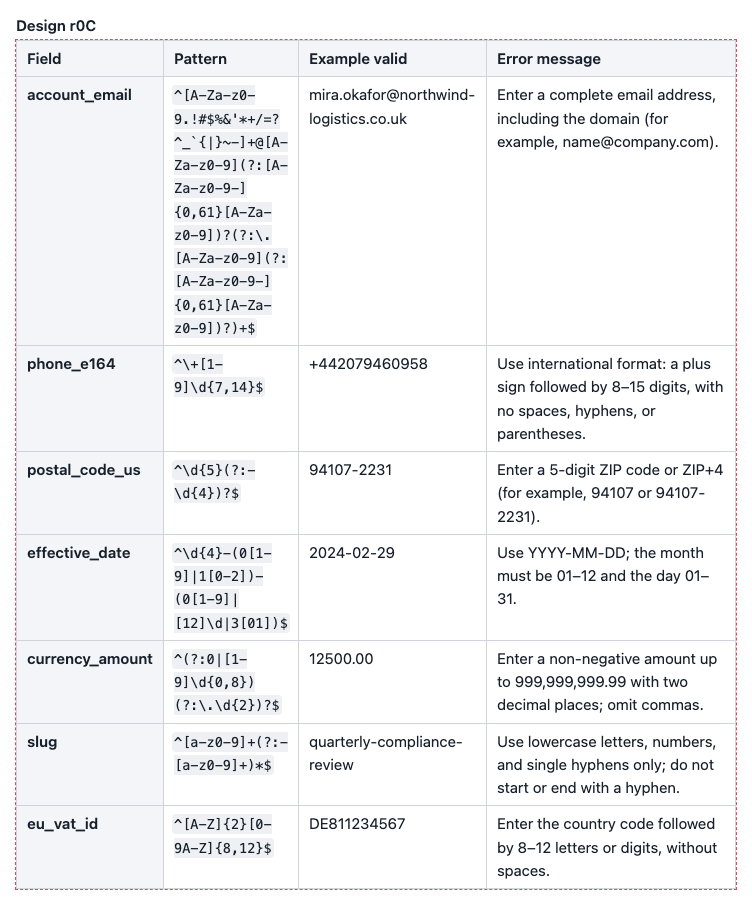 Design r0C
Field Pattern Example valid Error message
account_email
^[A-Za-z0-
9.!#$%&'*+/=?
^_`{|}~-]+@[A-
Za-z0-9](?:[A-
Za-z0-9-]
{0,61}[A-Za-
z0-9])?(?:\.
[A-Za-z0-9](?:
[A-Za-z0-9-]
{0,61}[A-Za-
z0-9])?)+$
mira.okafor@northwind-
logistics.co.uk
Enter a complete email address,
including the domain (for
example, name@company.com).
phone_e164
^\+[1-
9]\d{7,14}$
+442079460958
Use international format: a plus
sign followed by 8–15 digits, with
no spaces, hyphens, or
parentheses.
postal_code_us
^\d{5}(?:-
\d{4})?$
94107-2231
Enter a 5-digit ZIP code or ZIP+4
(for example, 94107 or 94107-
2231).
effective_date
^\d{4}-(0[1-
9]|1[0-2])-
(0[1-9]|
[12]\d|3[01])$
2024-02-29
Use YYYY-MM-DD; the month
must be 01–12 and the day 01–
31.
currency_amount
^(?:0|[1-
9]\d{0,8})
(?:\.\d{2})?$
12500.00
Enter a non-negative amount up
to 999,999,999.99 with two
decimal places; omit commas.
slug
^[a-z0-9]+(?:-
[a-z0-9]+)*$
quarterly-compliance-
review
Use lowercase letters, numbers,
and single hyphens only; do not
start or end with a hyphen.
eu_vat_id
^[A-Z]{2}[0-
9A-Z]{8,12}$
DE811234567
Enter the country code followed
by 8–12 letters or digits, without
spaces.